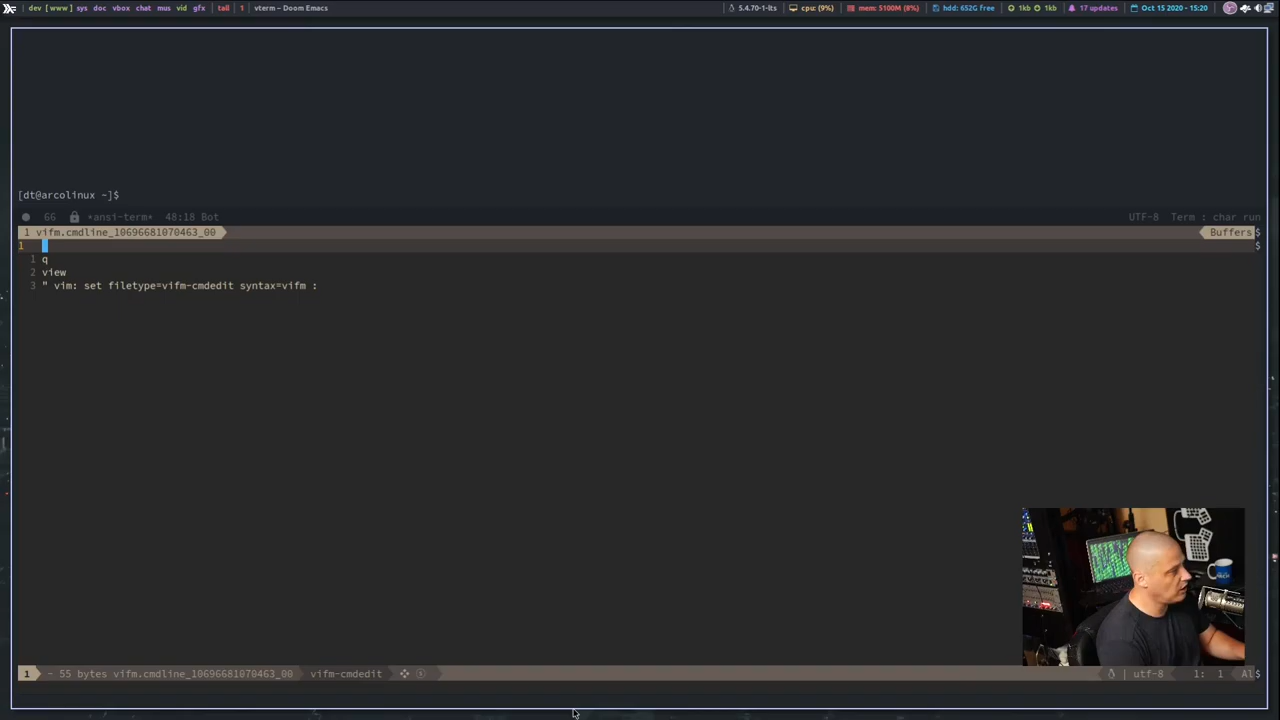 dev [ www ] sys doc vbox chat mus vid gfx tall 1 vterm – Doom Emacs 5.4.70-1-lts cpu: (9%) mem: 5100M (8%) hdd: 652G free 1kb 1kb 17 updates Oct 15 2020 - 15:20
[dt@arcolinux ~]$
66 *ansi-term* 48:18 Bot UTF-8 Term : char run
1 vifm.cmdline_10696681070463_00 Buffers $
1 $
1 q
2 view
3 " vim: set filetype=vifm-cmdedit syntax=vifm :
1 - 55 bytes vifm.cmdline_10696681070463_00 vifm-cmdedit utf-8 1: 1 Al$